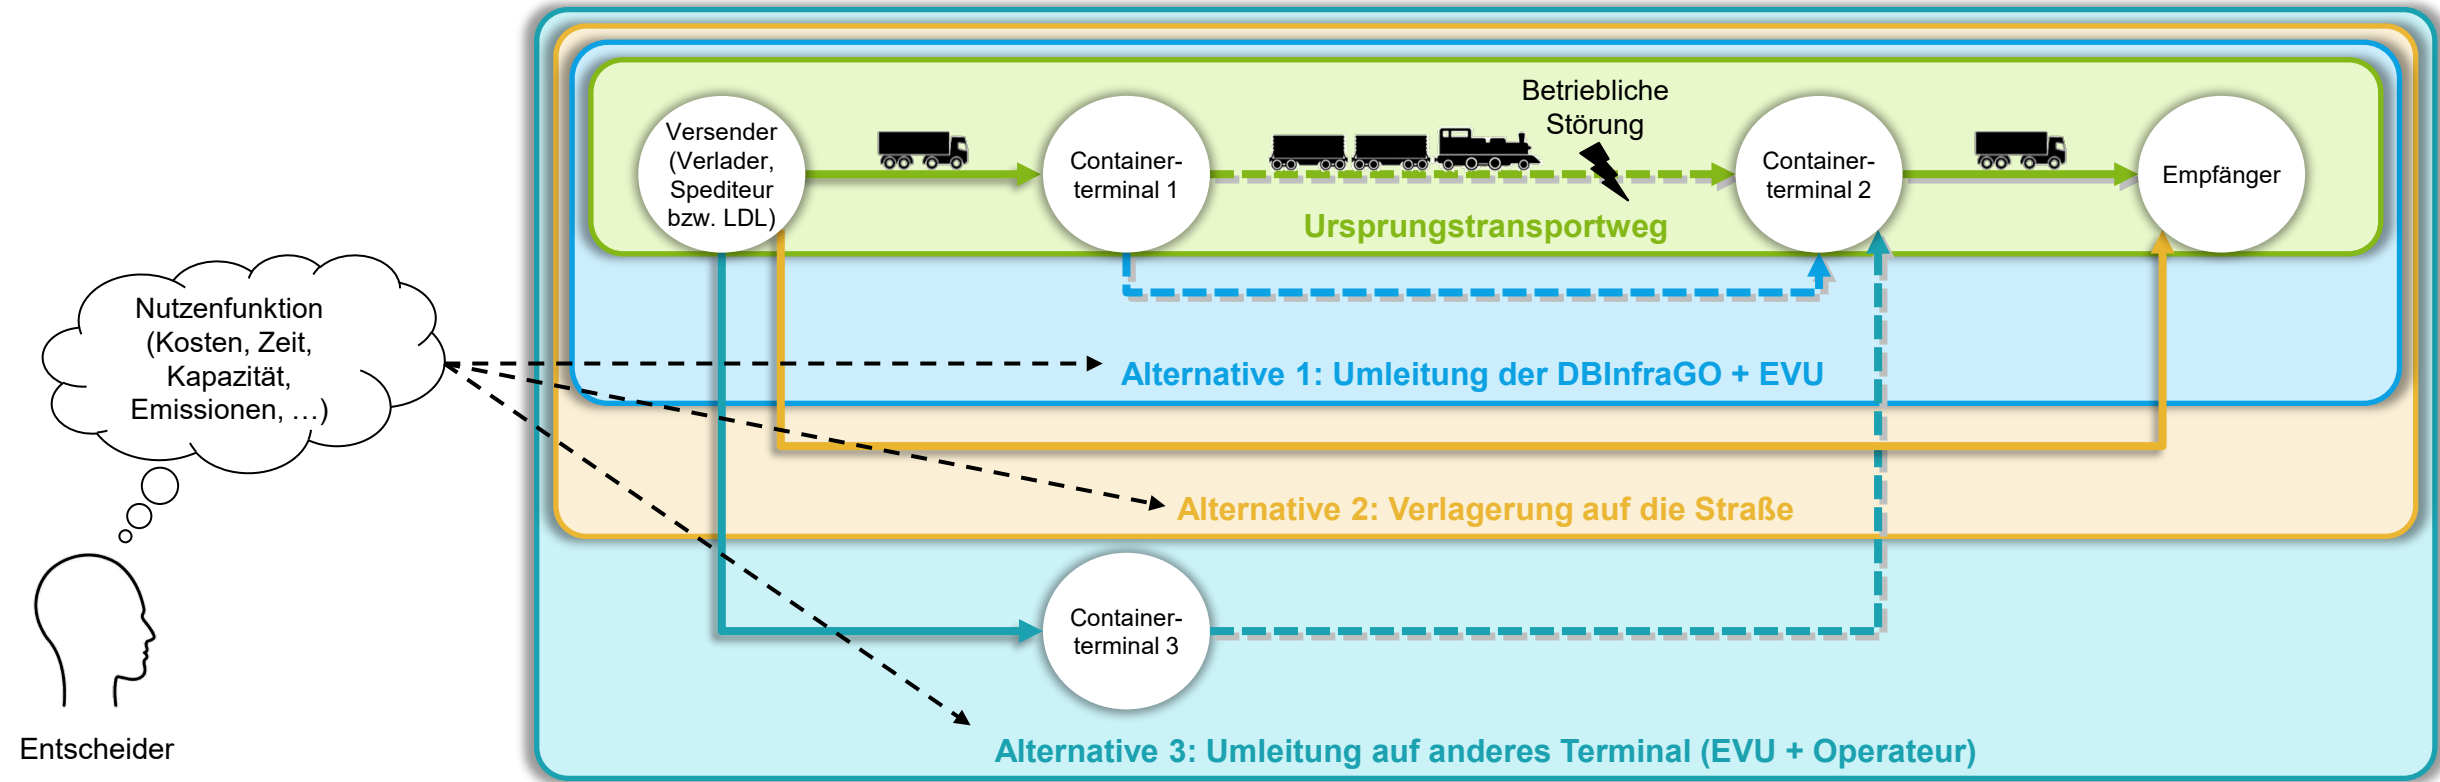 Betriebliche
Störung
Versender
(Verlader,
Spediteur
bzw. LDL)
Container-
terminal 1
Container-
terminal 2
Empfänger
Ursprungstransportweg
Nutzenfunktion
(Kosten, Zeit,
Kapazität,
Emissionen, …)
Alternative 1: Umleitung der DBInfraGO + EVU
Alternative 2: Verlagerung auf die Straße
Container-
terminal 3
Entscheider
Alternative 3: Umleitung auf anderes Terminal (EVU + Operateur)